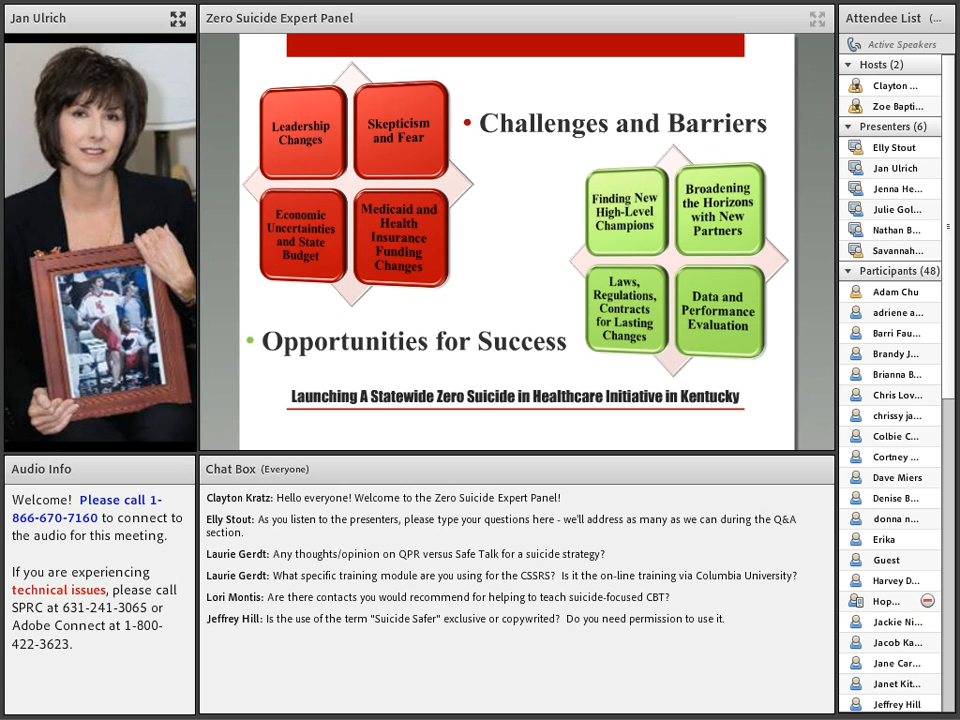 Jan Ulrich
Zero Suicide Expert Panel
Attendee List (...
Leadership
Changes
Skepticism
and Fear
Economic
Uncertainties
and State
Budget
Medicaid and
Health
Insurance
Funding
Changes
• Challenges and Barriers
Finding New
High-Level
Champions
Broadening
the Horizons
with New
Partners
Laws,
Regulations,
Contracts
for Lasting
Changes
Data and
Performance
Evaluation
• Opportunities for Success
Launching A Statewide Zero Suicide in Healthcare Initiative in Kentucky
Audio Info
Welcome! Please call 1-
866-670-7160 to connect to
the audio for this meeting.
If you are experiencing
technical issues, please call
SPRC at 631-241-3065 or
Adobe Connect at 1-800-
422-3623.
Chat Box (Everyone)
Clayton Kratz: Hello everyone! Welcome to the Zero Suicide Expert Panel!
Elly Stout: As you listen to the presenters, please type your questions here - we'll address as many as we can during the Q&A
section.
Laurie Gerdt: Any thoughts/opinion on QPR versus Safe Talk for a suicide strategy?
Laurie Gerdt: What specific training module are you using for the CSSRS? Is it the on-line training via Columbia University?
Lori Montis: Are there contacts you would recommend for helping to teach suicide-focused CBT?
Jeffrey Hill: Is the use of the term "Suicide Safer" exclusive or copywrited? Do you need permission to use it.
Active Speakers
Hosts (2)
Clayton ...
Zoe Bapti...
Presenters (6)
Elly Stout
Jan Ulrich
Jenna He...
Julie Gol...
Nathan B...
Savannah...
Participants (48)
Adam Chu
adriene a...
Barri Fau...
Brandy J...
Brianna B...
Chris Lov...
chrissy ja...
Colbie C...
Cortney ...
Dave Miers
Denise B...
donna n...
Erika
Guest
Harvey D...
Hop...
Jackie Ni...
Jacob Ka...
Jane Car...
Janet Kit...
Jeffrey Hill